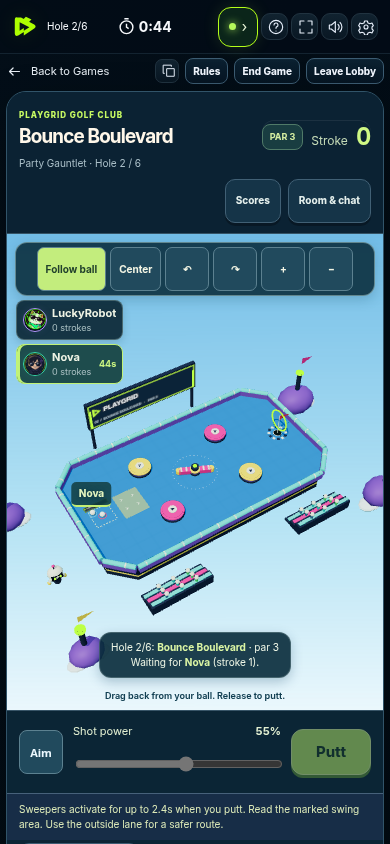 Hole 2/6
0:44
Back to Games
Rules
End Game
Leave Lobby
PLAYGRID GOLF CLUB
Bounce Boulevard
PAR 3
Stroke 0
Party Gauntlet · Hole 2 / 6
Scores
Room & chat
Follow ball
Center
LuckyRobot
0 strokes
Nova
0 strokes
44s
PLAYGRID
Nova
Hole 2/6: Bounce Boulevard · par 3
Waiting for Nova (stroke 1).
Drag back from your ball. Release to putt.
Shot power
55%
Aim
Putt
Sweepers activate for up to 2.4s when you putt. Read the marked swing
area. Use the outside lane for a safer route.